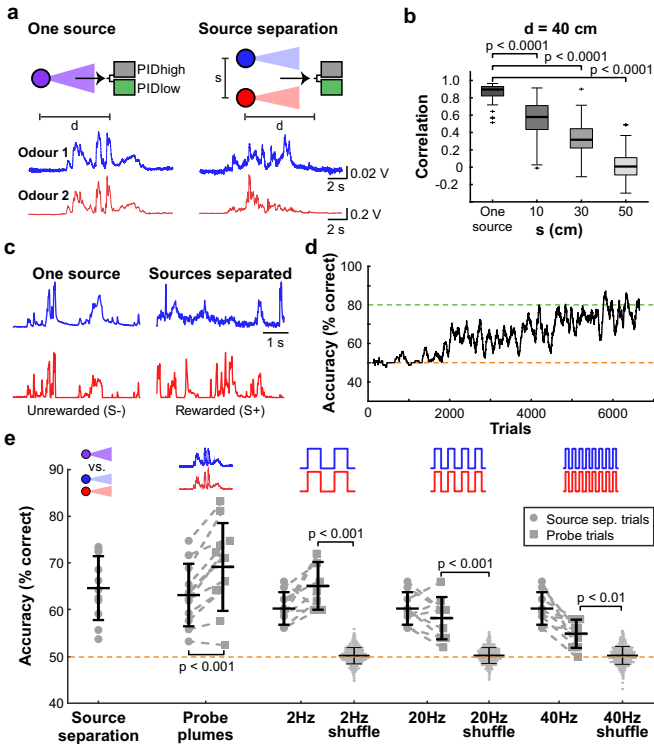 a
One source
Source separation
PIDhigh
PIDlow
s
d
d
Odour 1
Odour 2
0.02 V
2 s
0.2 V
2 s
b
d = 40 cm
p < 0.0001
p < 0.0001
p < 0.0001
Correlation
1.0
0.8
0.6
0.4
0.2
0
-0.2
One source
10
30
50
s (cm)
c
One source
Sources separated
1 s
Unrewarded (S-)
Rewarded (S+)
d
Accuracy (% correct)
100
80
60
40
0
2000
4000
6000
Trials
e
vs.
Accuracy (% correct)
90
80
70
60
50
40
Source sep. trials
Probe trials
p < 0.001
p < 0.001
p < 0.001
p < 0.01
Source separation
Probe plumes
2Hz
2Hz shuffle
20Hz
20Hz shuffle
40Hz
40Hz shuffle